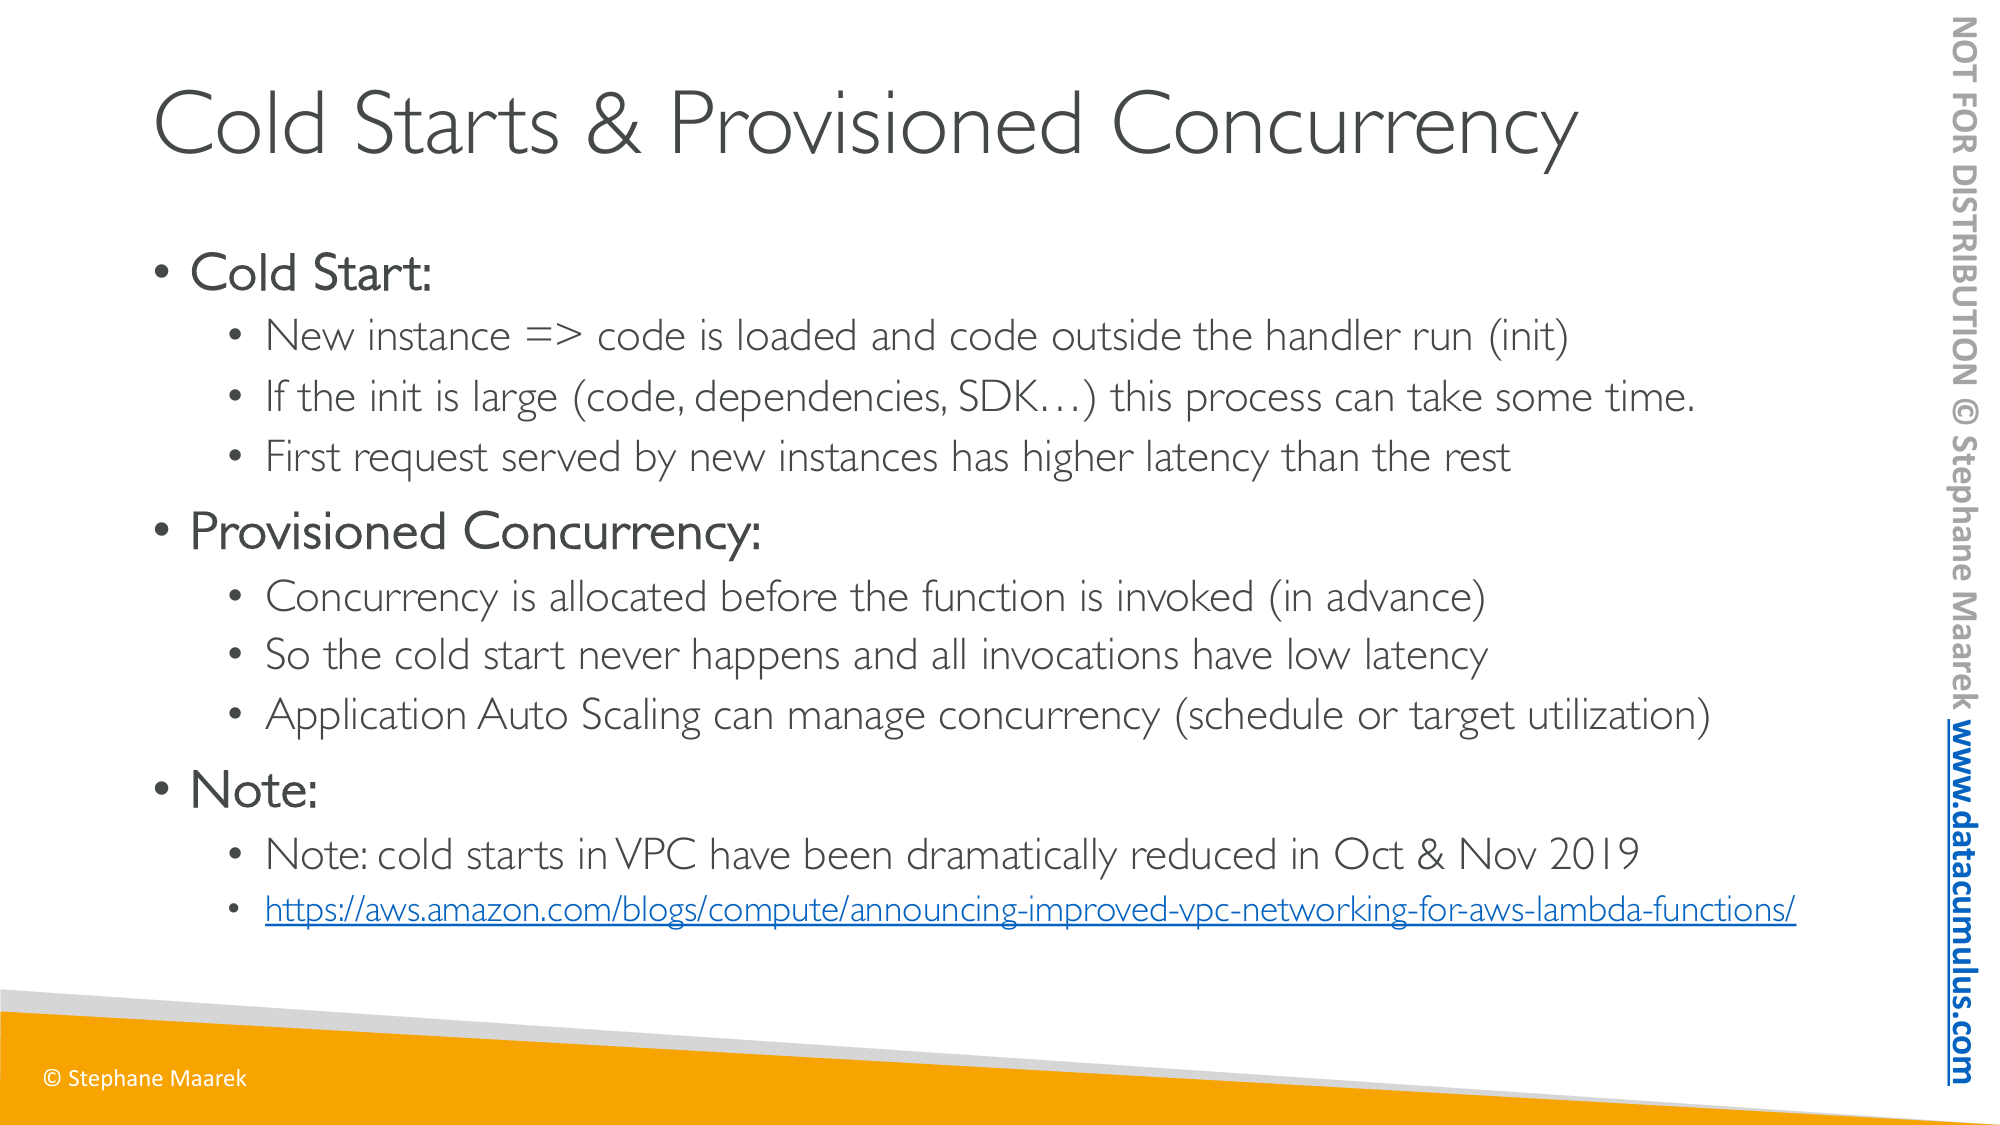 Cold Starts & Provisioned Concurrency
• Cold Start:
• New instance => code is loaded and code outside the handler run (init)
• If the init is large (code, dependencies, SDK…) this process can take some time.
• First request served by new instances has higher latency than the rest
• Provisioned Concurrency:
• Concurrency is allocated before the function is invoked (in advance)
• So the cold start never happens and all invocations have low latency
• Application Auto Scaling can manage concurrency (schedule or target utilization)
• Note:
• Note: cold starts in VPC have been dramatically reduced in Oct & Nov 2019
• https://aws.amazon.com/blogs/compute/announcing-improved-vpc-networking-for-aws-lambda-functions/
© Stephane Maarek
NOT FOR DISTRIBUTION © Stephane Maarek www.datacumulus.com